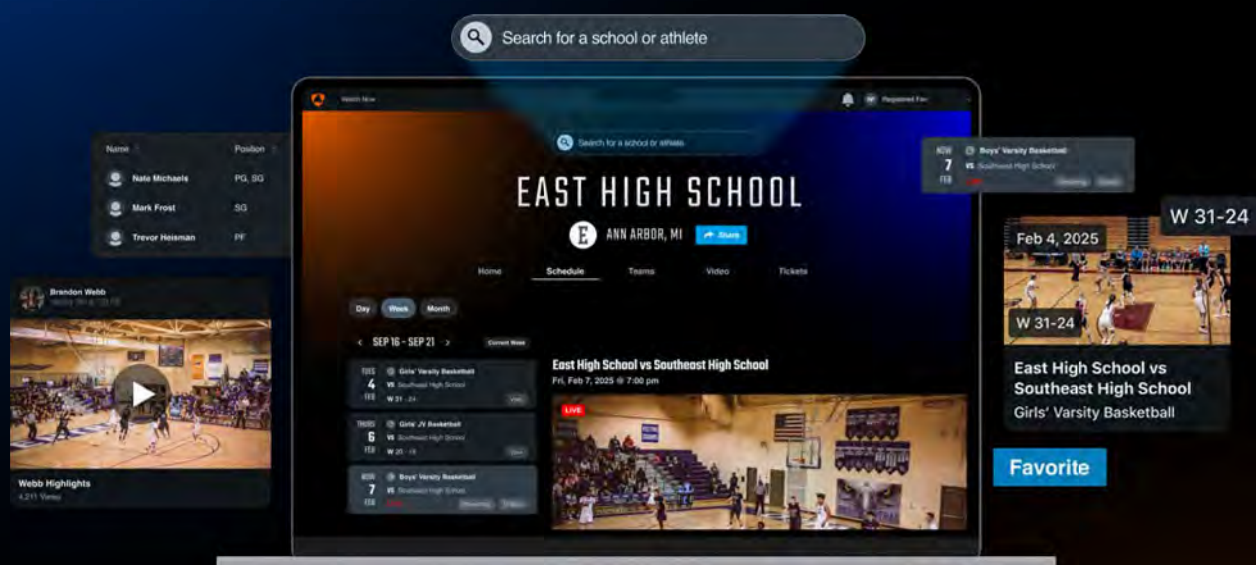 Search for a school or athlete
Watch Now
Registered Fan
Search for a school or athlete
EAST HIGH SCHOOL
E
ANN ARBOR, MI
Share
Home
Schedule
Teams
Video
Tickets
Day
Week
Month
SEP 16 - SEP 21
Current Week
TUES
4
FEB
Girls' Varsity Basketball
VS Southeast High School
W 31 - 24
THURS
6
FEB
Girls' JV Basketball
VS Southeast High School
W 20 - 
NOW
7
FEB
Boys' Varsity Basketball
VS Southeast High School
East High School vs Southeast High School
Fri, Feb 7, 2025 @ 7:00 pm
LIVE
Name
Position
Nate Michaels
PG, SG
Mark Frost
SG
Trevor Heisman
PF
Brandon Webb
Webb Highlights
4,211 Views
NOW
7
FEB
Boys' Varsity Basketball
VS Southeast High School
W 31-24
Feb 4, 2025
W 31-24
East High School vs
Southeast High School
Girls' Varsity Basketball
Favorite